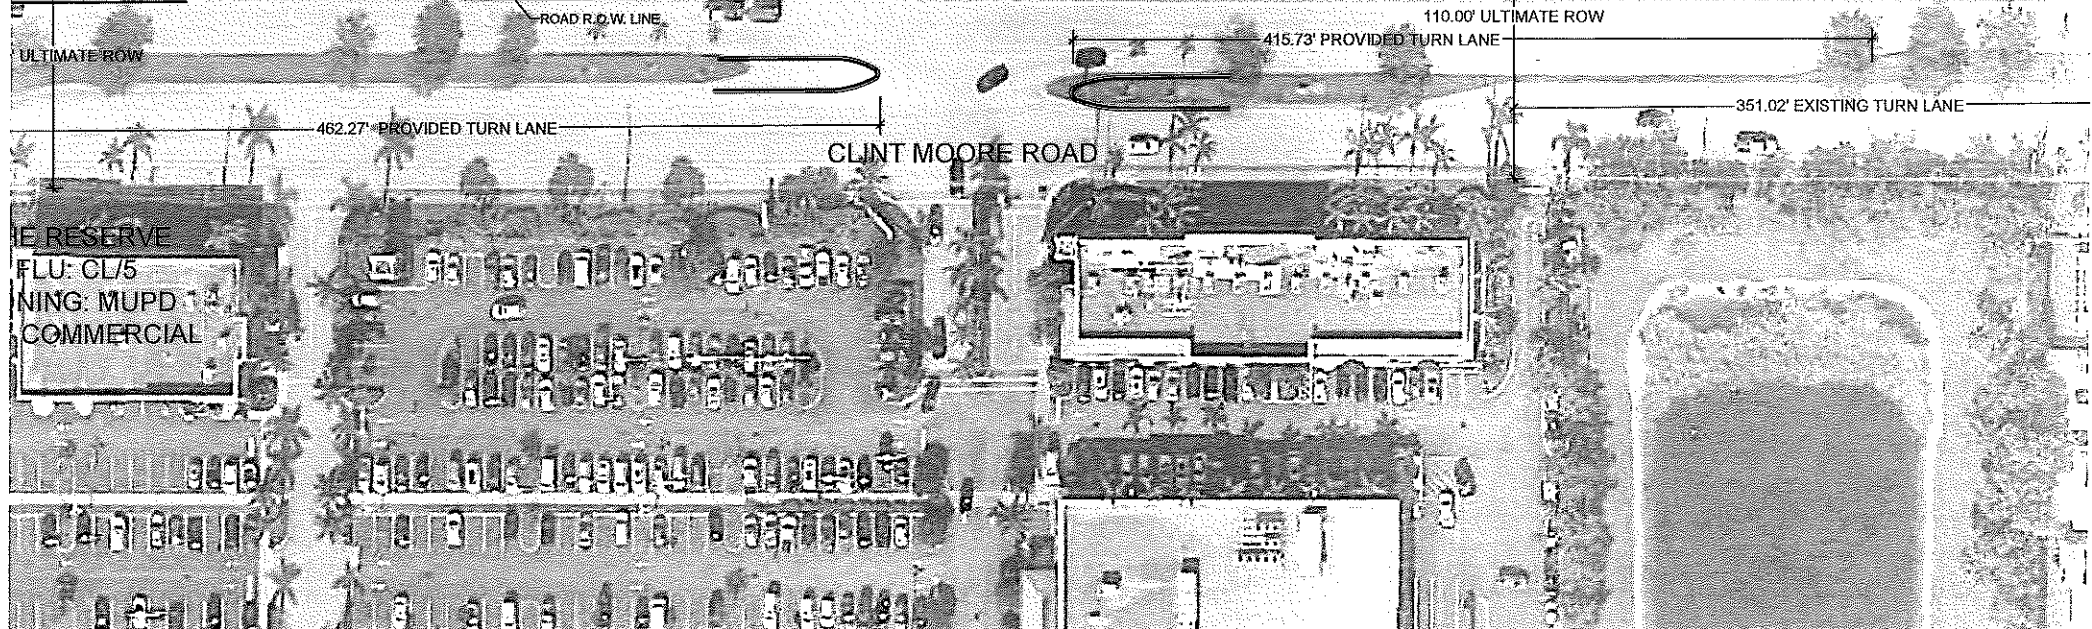 ROAD R.O.W. LINE
110.00' ULTIMATE ROW
415.73' PROVIDED TURN LANE
' ULTIMATE ROW
351.02' EXISTING TURN LANE
462.27' PROVIDED TURN LANE
CLINT MOORE ROAD
RESERVE
FLU: CL/5
NING: MUPD
COMMERCIAL